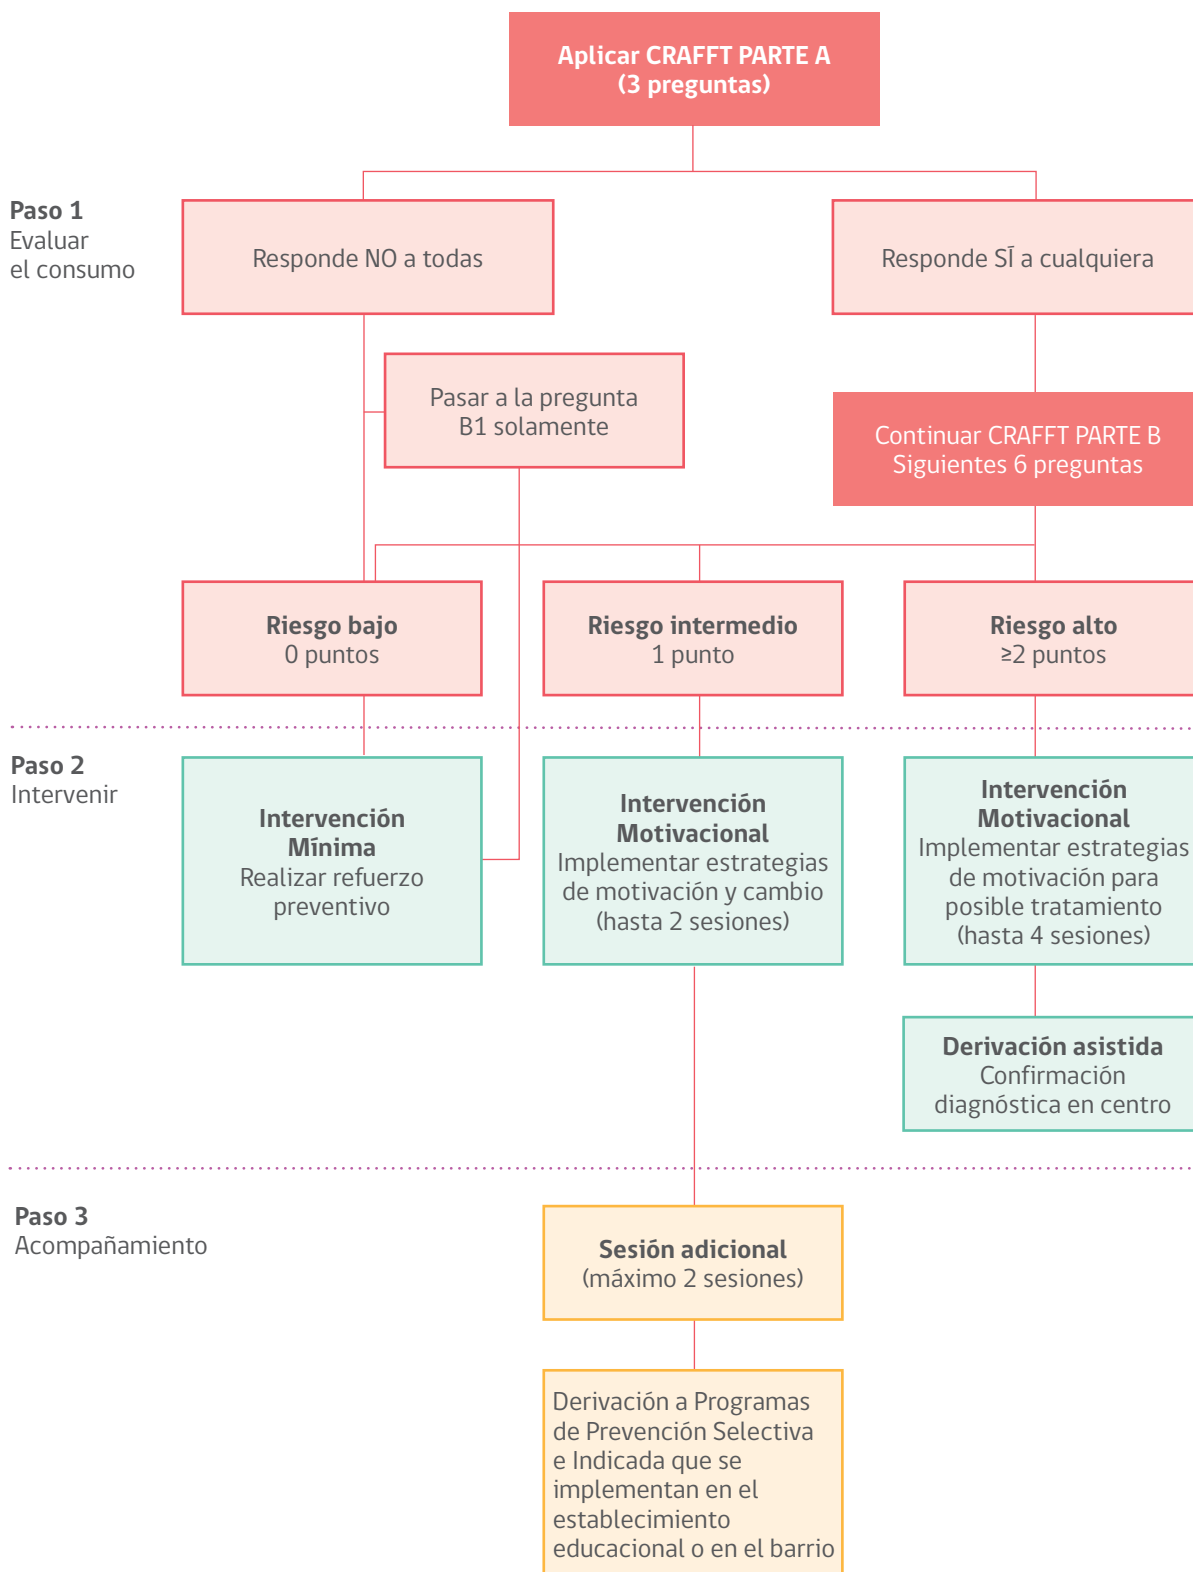 Aplicar CRAFFT PARTE A
(3 preguntas)
Paso 1
Evaluar
el consumo
Responde NO a todas
Responde SÍ a cualquiera
Pasar a la pregunta
B1 solamente
Continuar CRAFFT PARTE B
Siguientes 6 preguntas
Riesgo bajo
0 puntos
Riesgo intermedio
1 punto
Riesgo alto
≥2 puntos
Paso 2
Intervenir
Intervención
Mínima
Realizar refuerzo
preventivo
Intervención
Motivacional
Implementar estrategias
de motivación y cambio
(hasta 2 sesiones)
Intervención
Motivacional
Implementar estrategias
de motivación para
posible tratamiento
(hasta 4 sesiones)
Derivación asistida
Confirmación
diagnóstica en centro
Paso 3
Acompañamiento
Sesión adicional
(máximo 2 sesiones)
Derivación a Programas
de Prevención Selectiva
e Indicada que se
implementan en el
establecimiento
educacional o en el barrio